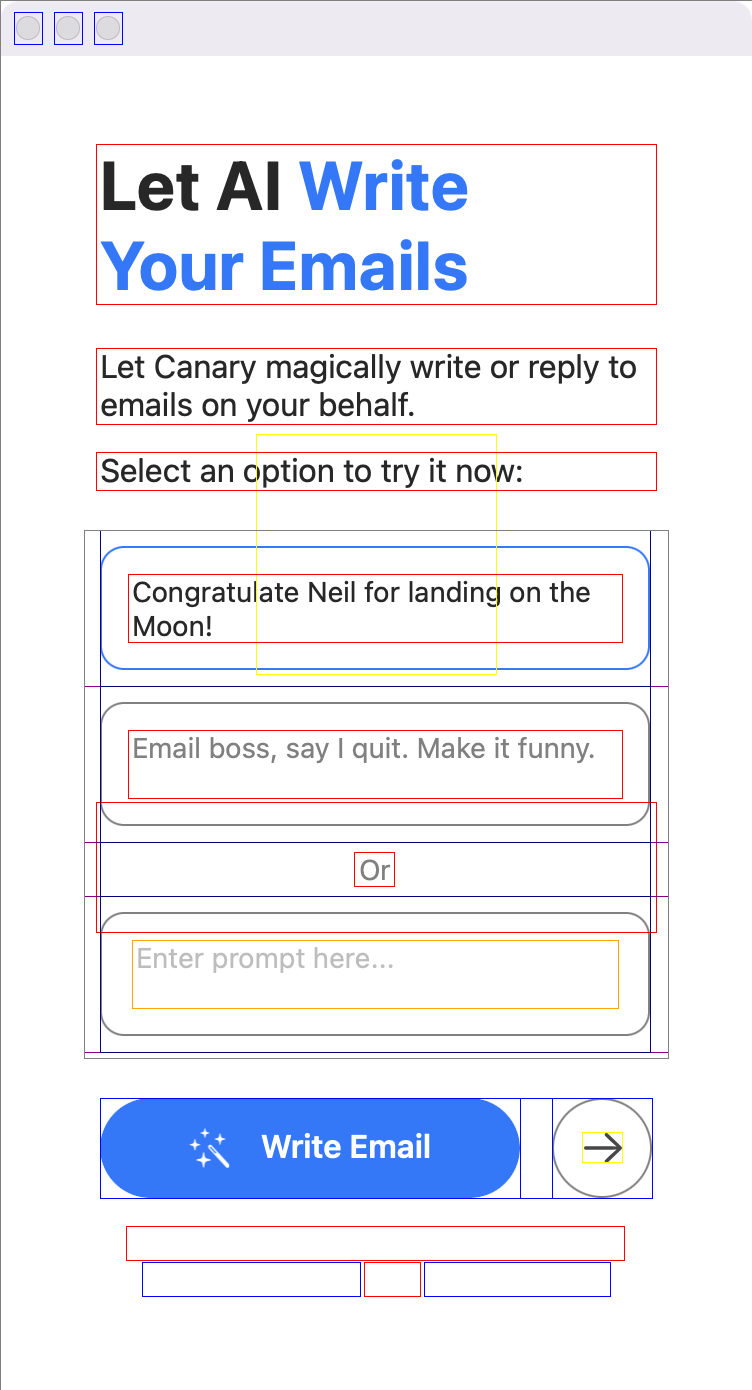 Let AI Write
Your Emails
Let Canary magically write or reply to
emails on your behalf.
Select an option to try it now:
Congratulate Neil for landing on the
Moon!
Email boss, say I quit. Make it funny.
Or
Enter prompt here...
Write Email